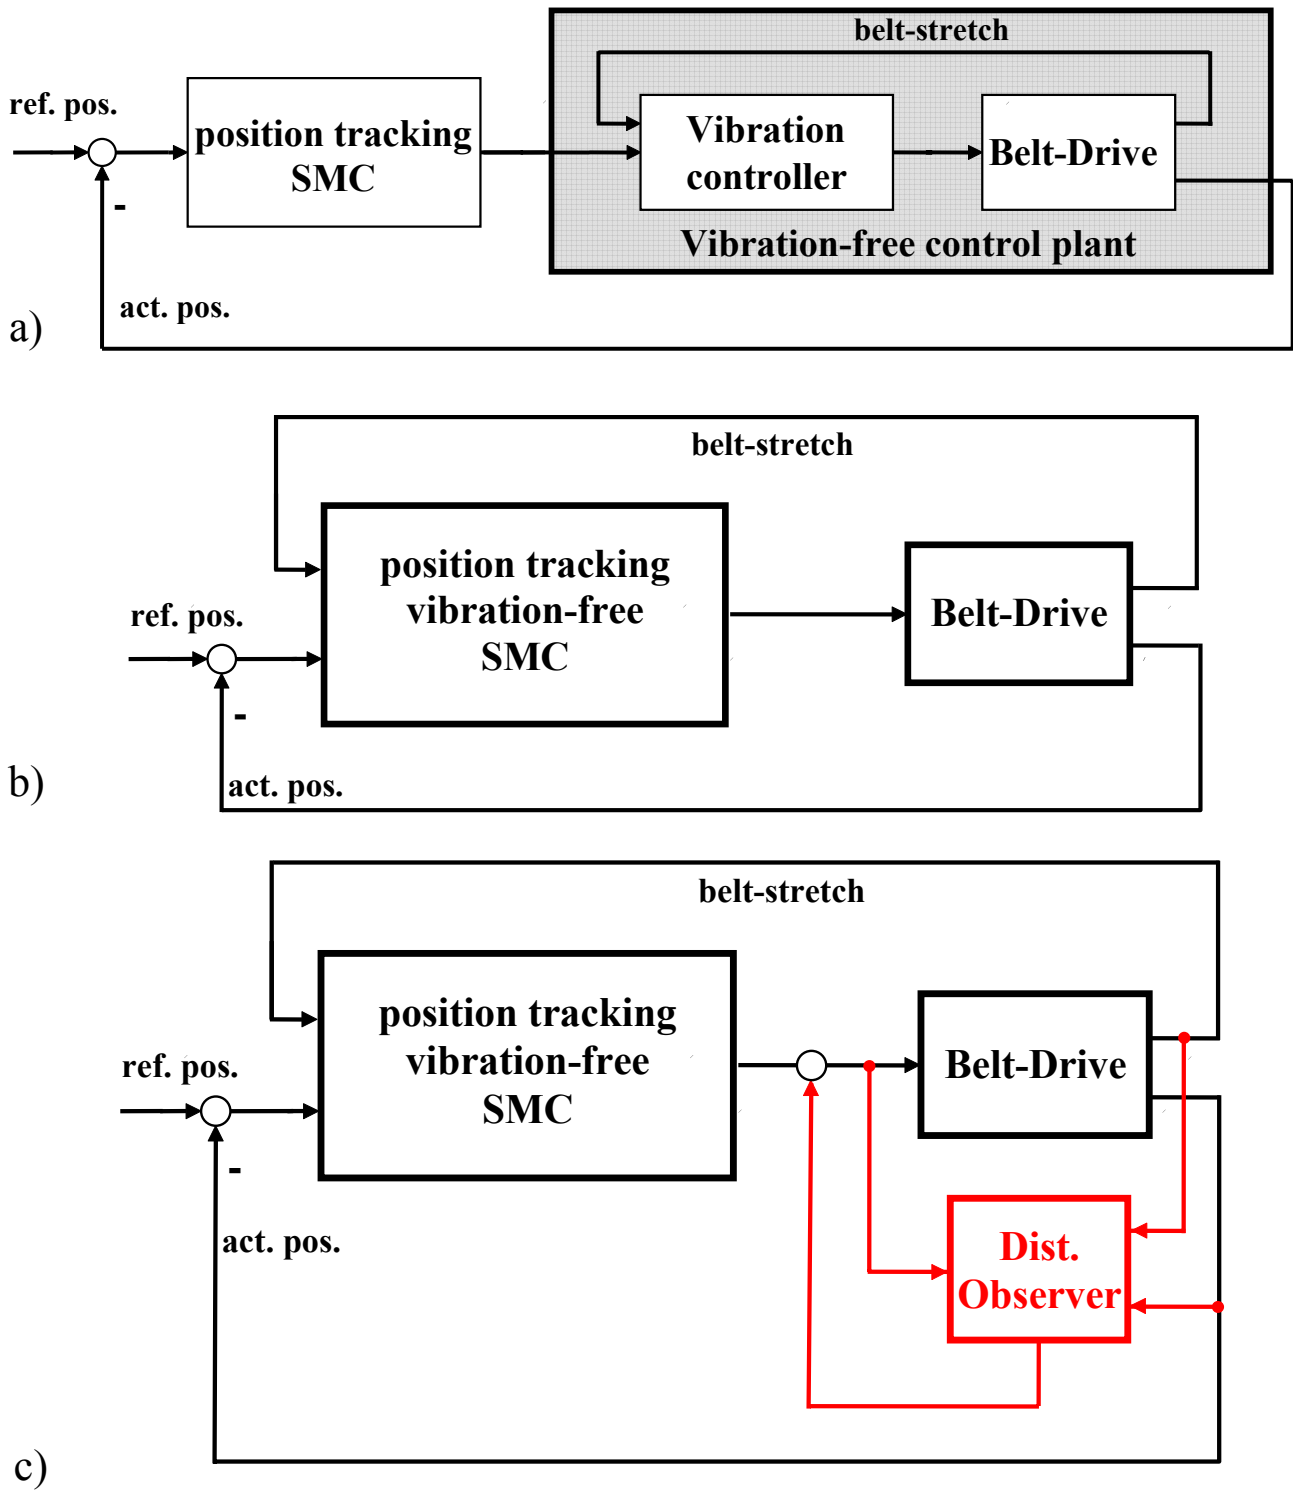 belt-stretch
ref. pos.
position tracking
SMC
Vibration
controller
Belt-Drive
-
Vibration-free control plant
act. pos.
a)
belt-stretch
position tracking
vibration-free
SMC
Belt-Drive
ref. pos.
-
act. pos.
b)
belt-stretch
position tracking
vibration-free
SMC
Belt-Drive
ref. pos.
-
act. pos.
Dist.
Observer
c)